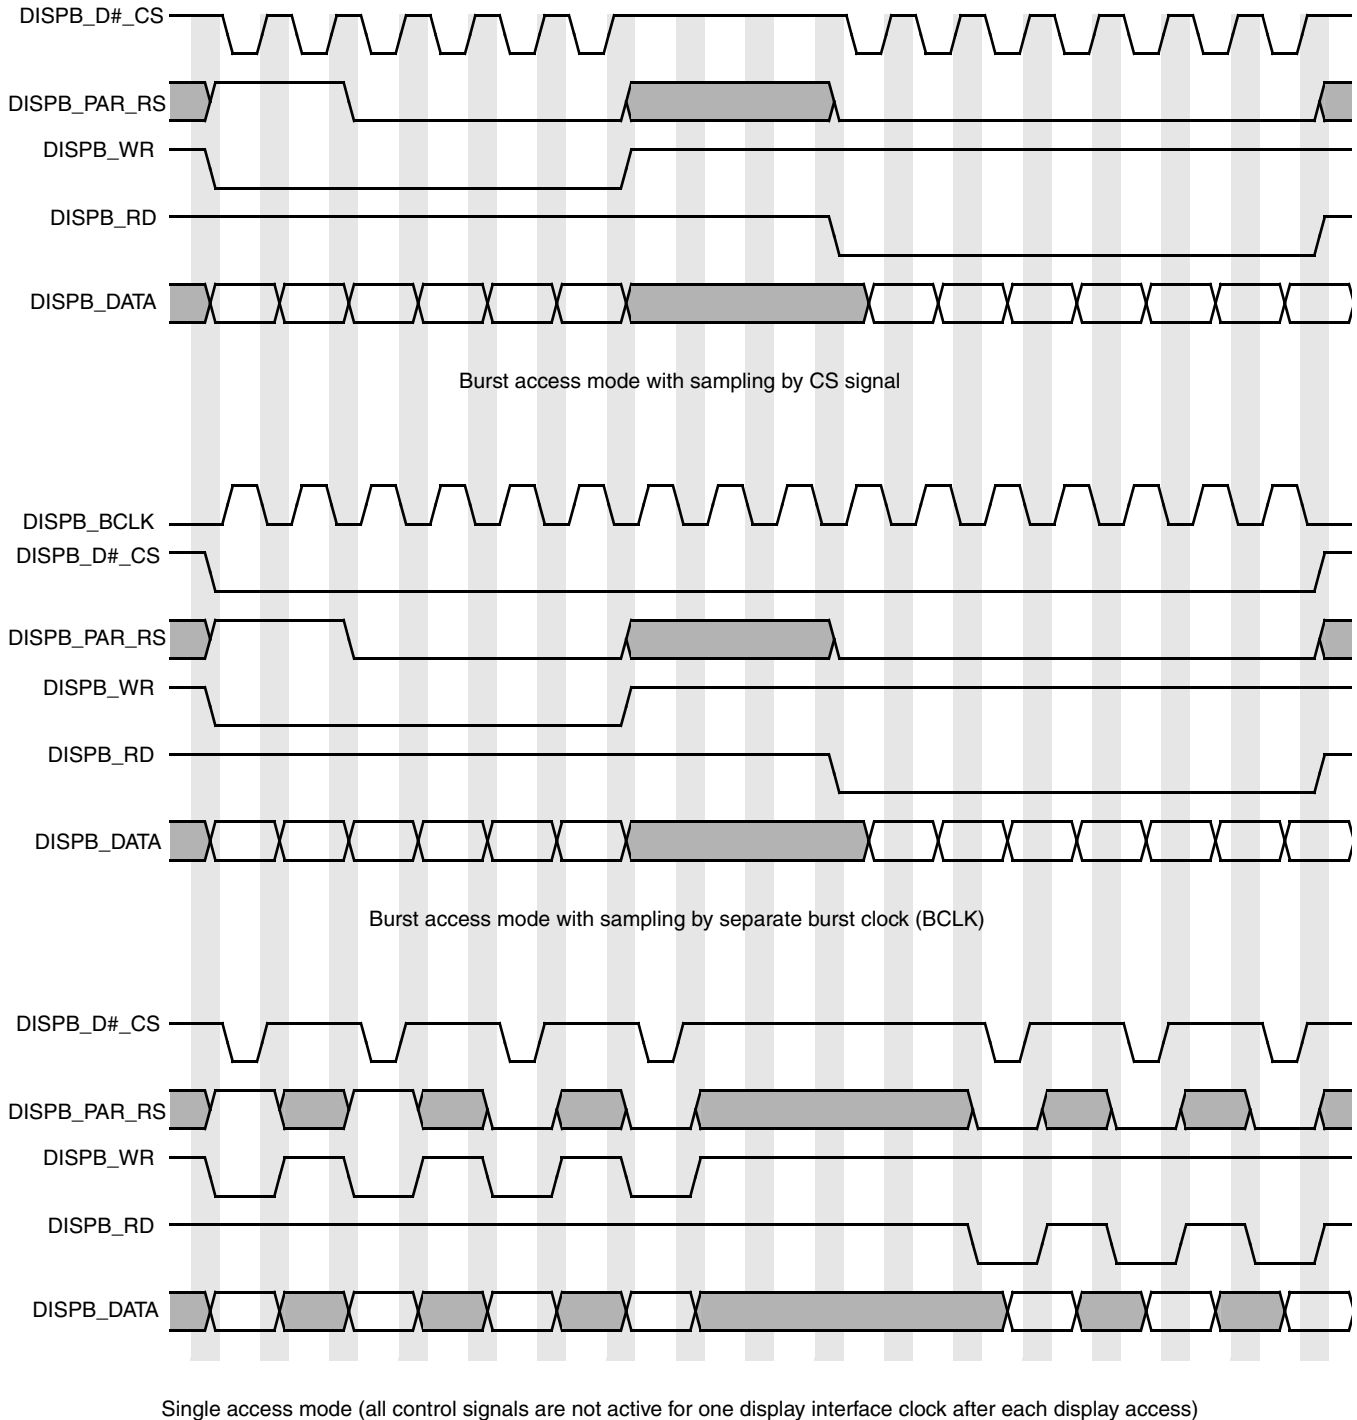 DISPB_D#_CS
DISPB_PAR_RS
DISPB_WR
DISPB_RD
DISPB_DATA
Burst access mode with sampling by CS signal
DISPB_BCLK
DISPB_D#_CS
DISPB_PAR_RS
DISPB_WR
DISPB_RD
DISPB_DATA
Burst access mode with sampling by separate burst clock (BCLK)
DISPB_D#_CS
DISPB_PAR_RS
DISPB_WR
DISPB_RD
DISPB_DATA
Single access mode (all control signals are not active for one display interface clock after each display access)